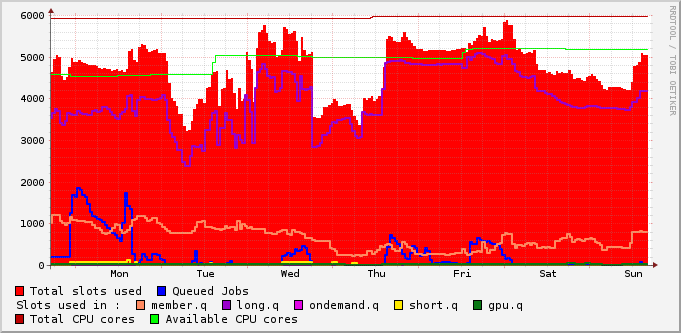 6000
5000
4000
3000
2000
1000
0
Mon Tue Wed Thu Fri Sat Sun
Total slots used Queued Jobs
Slots used in : member.q long.q ondemand.q short.q gpu.q
Total CPU cores Available CPU cores
RRDTOOL / TOBI OETIKER